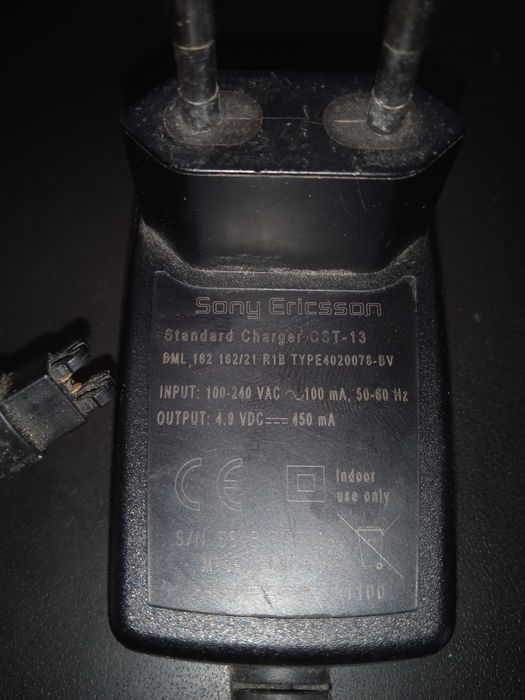 Sony Ericsson
Standard Charger CST-13
BML 162 162/21 R1B TYPE4020078-BV
INPUT: 100-240 VAC ~ 100 mA, 50-60 Hz
OUTPUT: 4.9 VDC⎓450 mA
CE
Indoor
use only
S/N